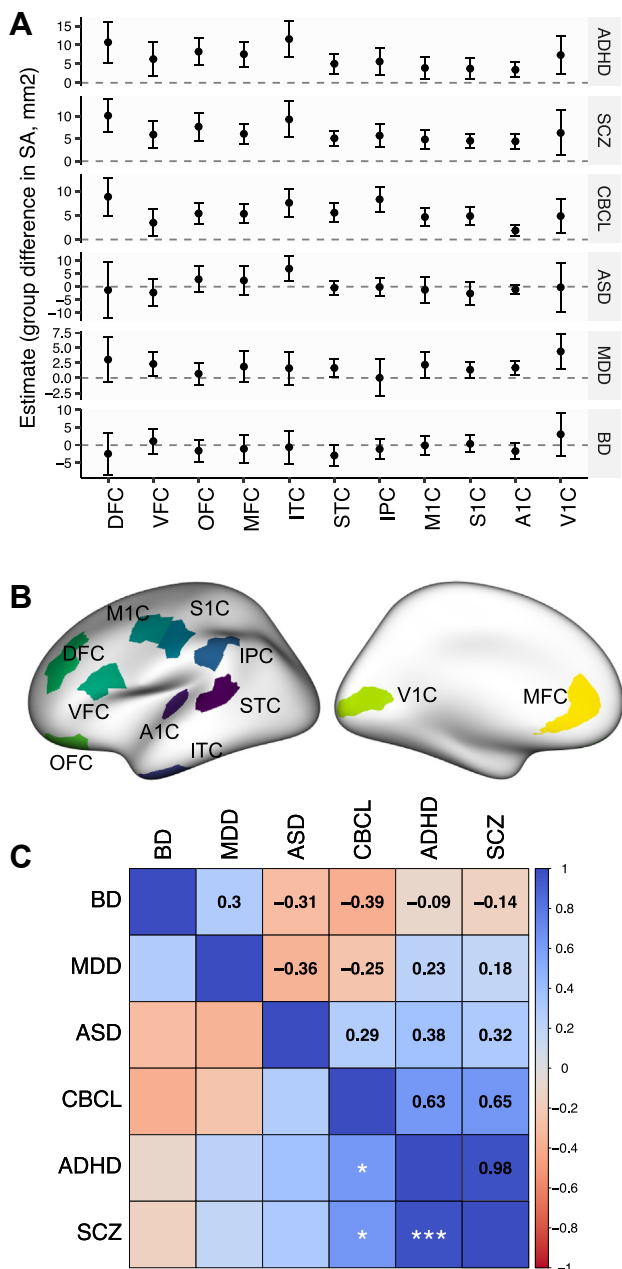 A
Estimate (group difference in SA, mm2)
15
10
5
0
ADHD
10
5
0
SCZ
10
5
0
CBCL
10
5
0
−5
−10
ASD
7.5
5.0
2.5
0.0
−2.5
MDD
10
5
0
−5
BD
DFC VFC OFC MFC ITC STC IPC M1C S1C A1C V1C
B
M1C S1C
DFC IPC
VFC STC
A1C
OFC ITC
V1C MFC
C
BD MDD ASD CBCL ADHD SCZ
BD 0.3 −0.31 −0.39 −0.09 −0.14
MDD −0.36 −0.25 0.23 0.18
ASD 0.29 0.38 0.32
CBCL 0.63 0.65
ADHD * 0.98
SCZ * ***
1
0.8
0.6
0.4
0.2
0
−0.2
−0.4
−0.6
−0.8
−1